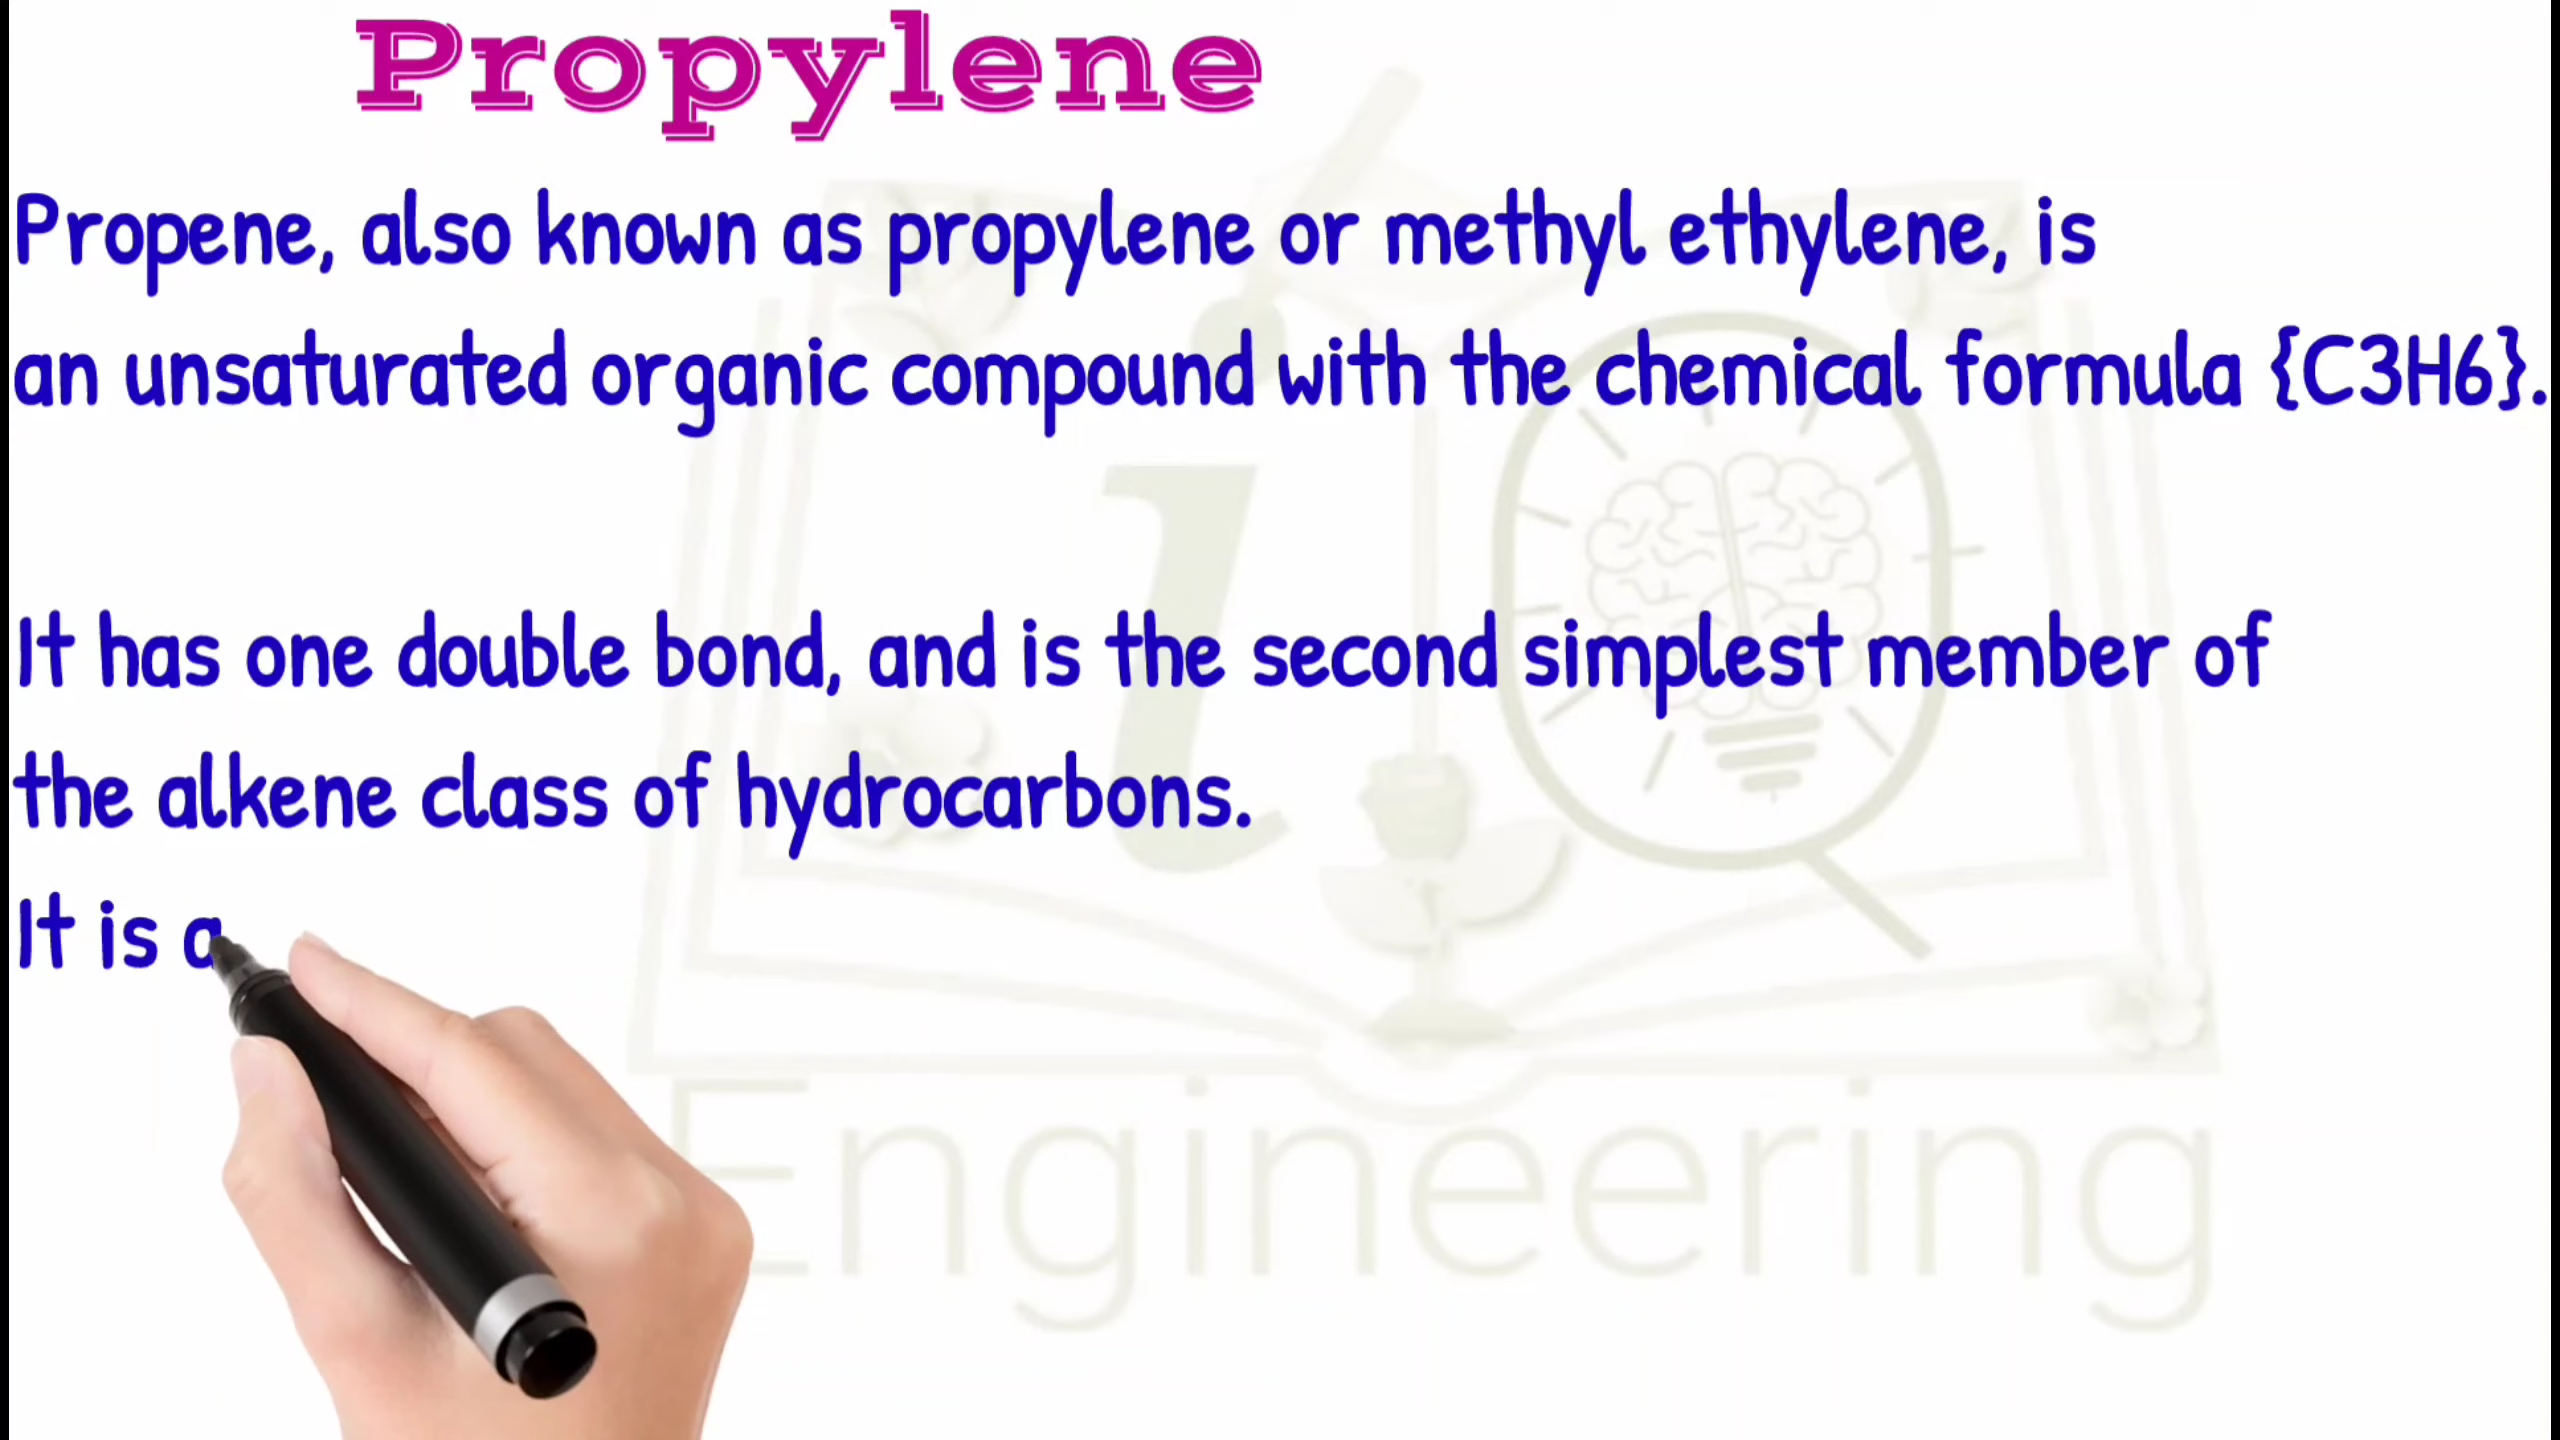 Propylene
Propene, also known as propylene or methyl ethylene, is
an unsaturated organic compound with the chemical formula {C3H6}.
It has one double bond, and is the second simplest member of
the alkene class of hydrocarbons.
It is a
i
Engineering